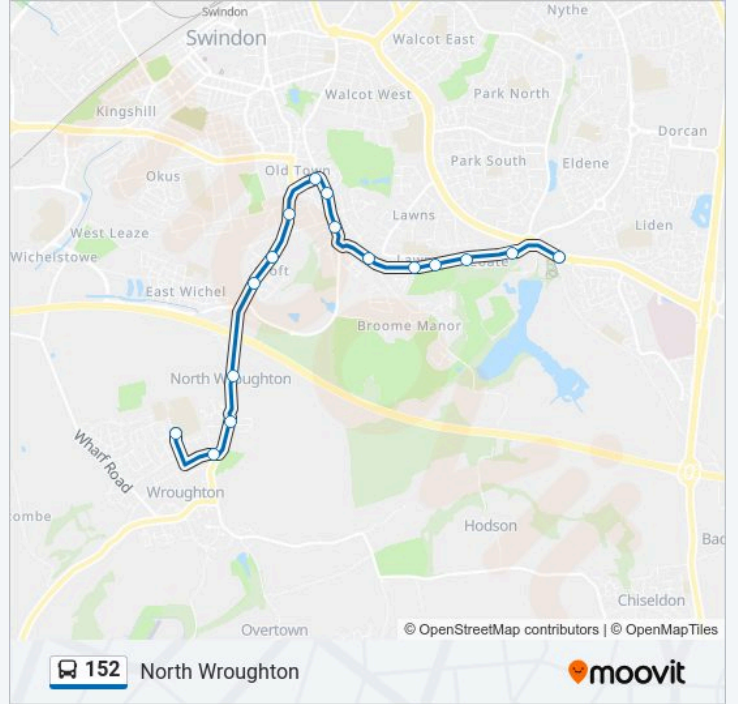 Swindon
Nythe
Swindon
Walcot East
Walcot West
Park North
Kingshill
Dorcan
Old Town
Park South
Eldene
Okus
Lawns
Liden
West Leaze
Wichelstowe
East Wichel
Broome Manor
North Wroughton
Wharf Road
Wroughton
Hodson
Chiseldon
Overtown
© OpenStreetMap contributors | © OpenMapTiles
152 North Wroughton
moovit